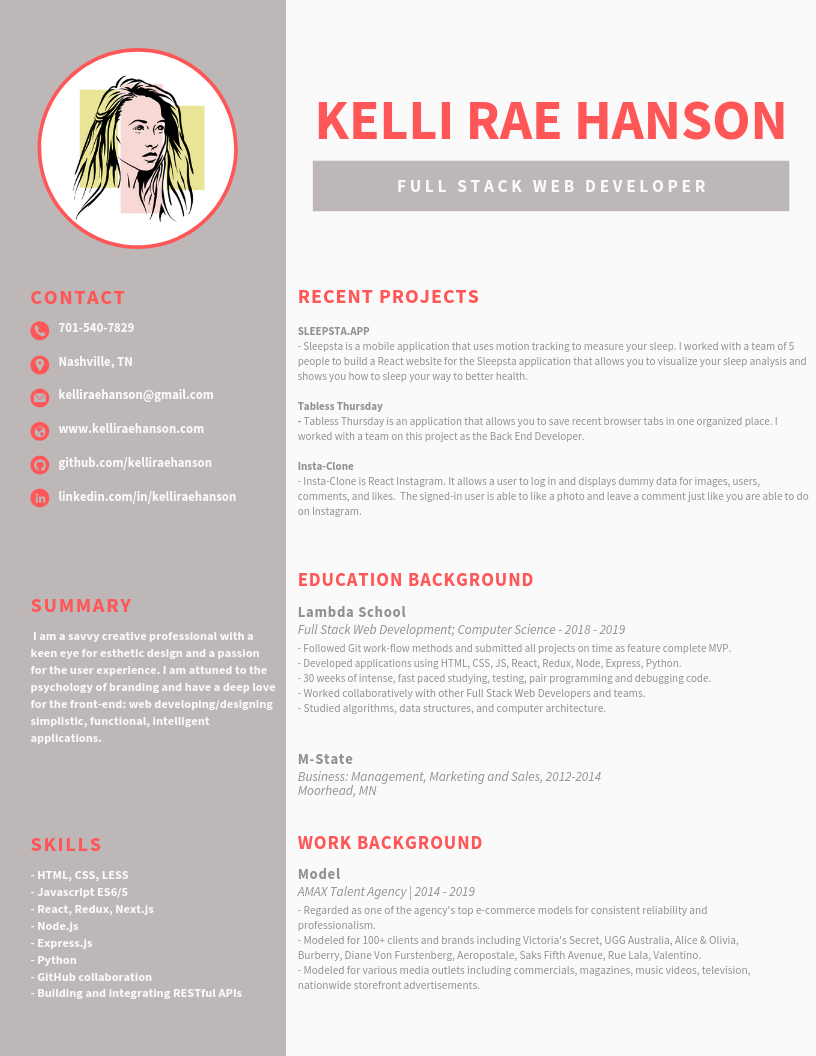 KELLI RAE HANSON
FULL STACK WEB DEVELOPER
CONTACT
701-540-7829
Nashville, TN
kelliraehanson@gmail.com
www.kelliraehanson.com
github.com/kelliraehanson
linkedin.com/in/kelliraehanson
SUMMARY
I am a savvy creative professional with a
keen eye for esthetic design and a passion
for the user experience. I am attuned to the
psychology of branding and have a deep love
for the front-end: web developing/designing
simplistic, functional, intelligent
applications.
SKILLS
- HTML, CSS, LESS
- Javascript ES6/5
- React, Redux, Next.js
- Node.js
- Express.js
- Python
- GitHub collaboration
- Building and integrating RESTful APIs
RECENT PROJECTS
SLEEPSTA.APP
- Sleepsta is a mobile application that uses motion tracking to measure your sleep. I worked with a team of 5
people to build a React website for the Sleepsta application that allows you to visualize your sleep analysis and
shows you how to sleep your way to better health.
Tabless Thursday
- Tabless Thursday is an application that allows you to save recent browser tabs in one organized place. I
worked with a team on this project as the Back End Developer.
Insta-Clone
- Insta-Clone is React Instagram. It allows a user to log in and displays dummy data for images, users,
comments, and likes.  The signed-in user is able to like a photo and leave a comment just like you are able to do
on Instagram.
EDUCATION BACKGROUND
Lambda School
Full Stack Web Development; Computer Science - 2018 - 2019
- Followed Git work-flow methods and submitted all projects on time as feature complete MVP.
- Developed applications using HTML, CSS, JS, React, Redux, Node, Express, Python.
- 30 weeks of intense, fast paced studying, testing, pair programming and debugging code.
- Worked collaboratively with other Full Stack Web Developers and teams.
- Studied algorithms, data structures, and computer architecture.
M-State
Business: Management, Marketing and Sales, 2012-2014
Moorhead, MN
WORK BACKGROUND
Model
AMAX Talent Agency | 2014 - 2019
- Regarded as one of the agency's top e-commerce models for consistent reliability and
professionalism.
- Modeled for 100+ clients and brands including Victoria's Secret, UGG Australia, Alice & Olivia,
Burberry, Diane Von Furstenberg, Aeropostale, Saks Fifth Avenue, Rue Lala, Valentino.
- Modeled for various media outlets including commercials, magazines, music videos, television,
nationwide storefront advertisements.